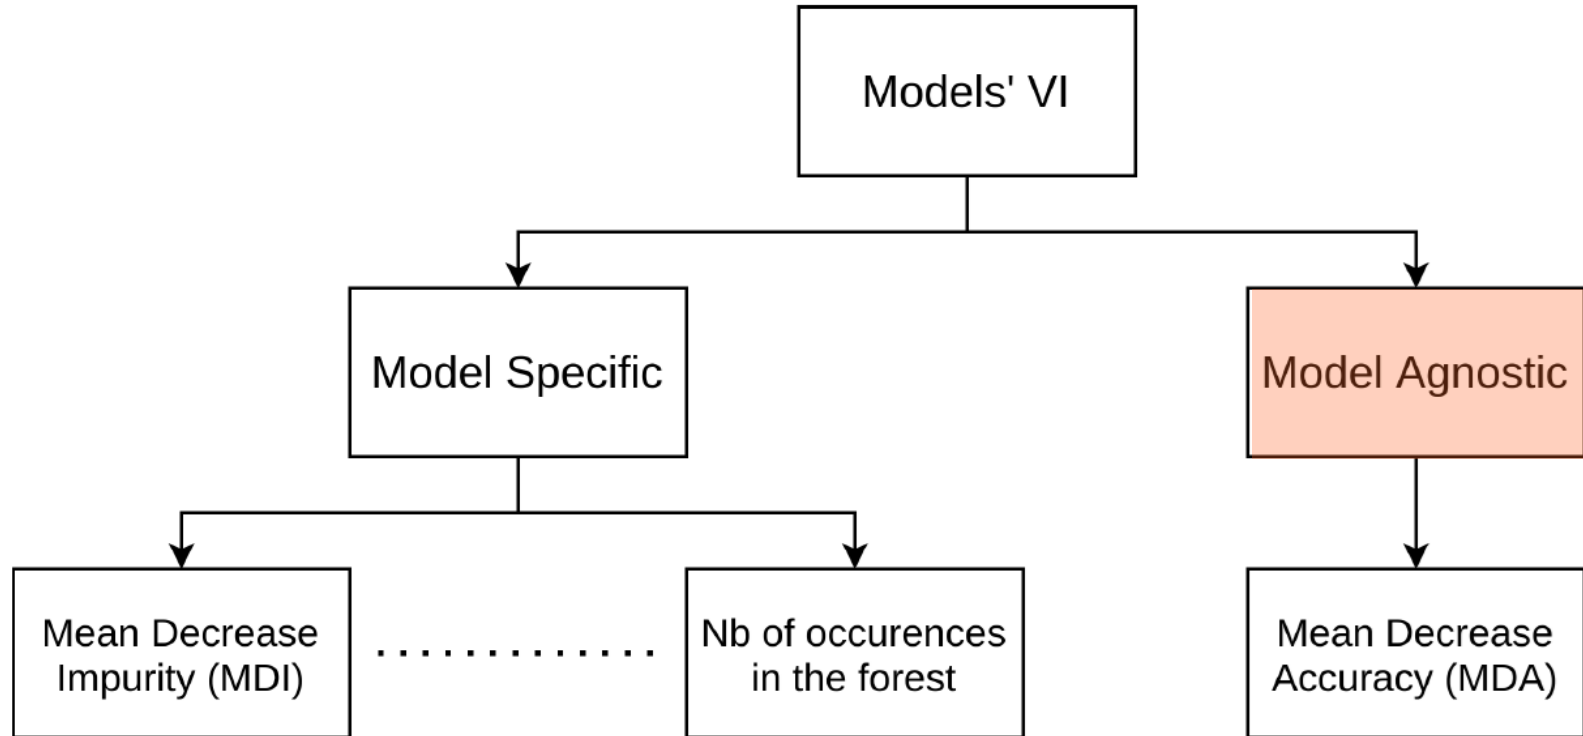 Models' VI
Model Specific
Model Agnostic
Mean Decrease
Impurity (MDI)
Nb of occurences
in the forest
Mean Decrease
Accuracy (MDA)